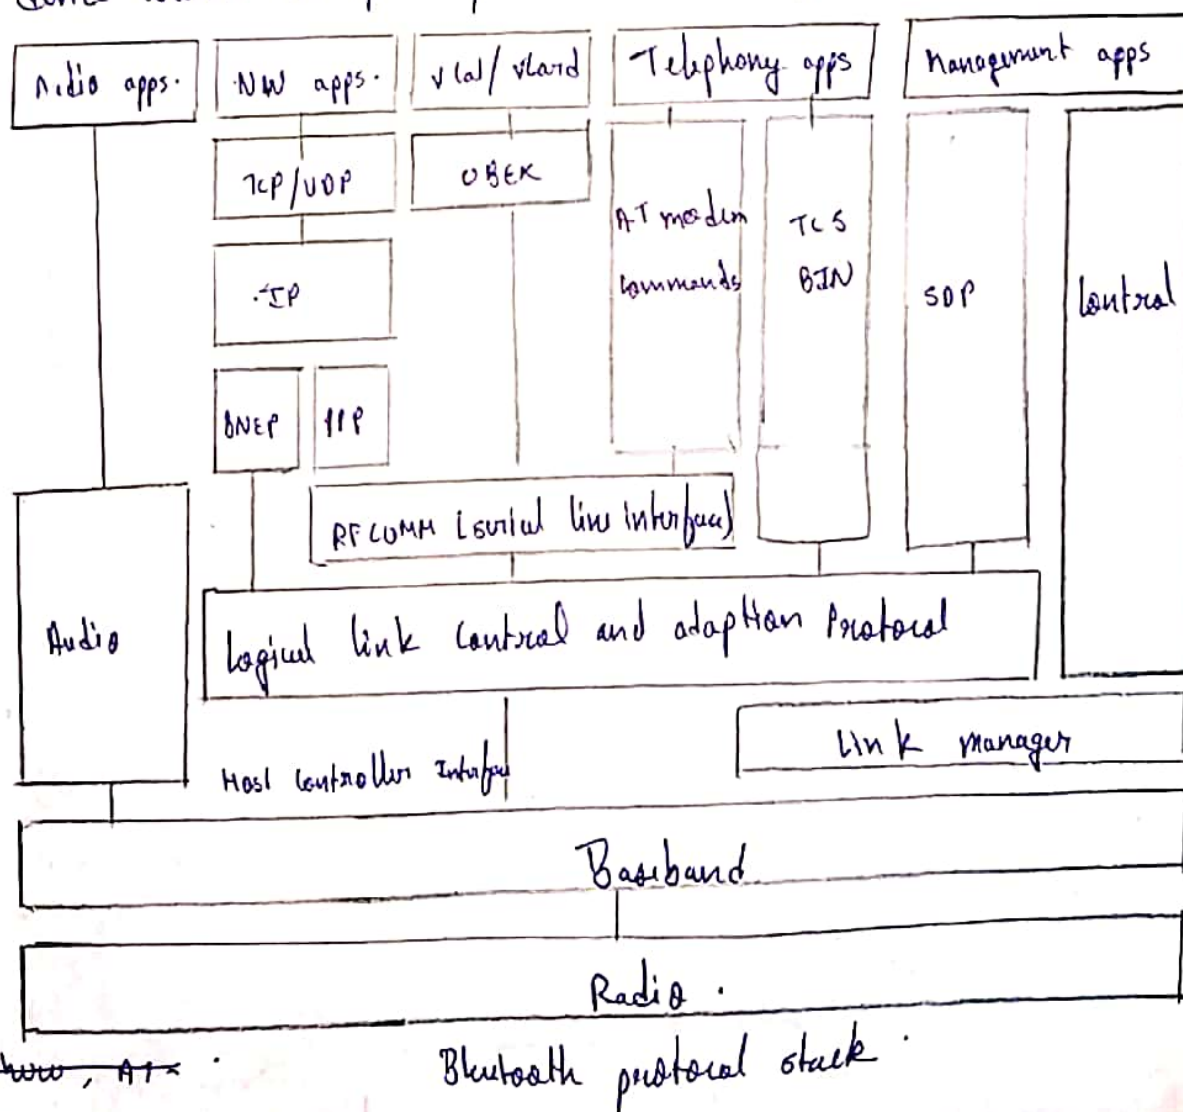 Audio apps.
NW apps.
vCal/vCard
Telephony apps
Management apps
TCP/UDP
OBEX
AT modem
commands
TCS
BIN
SDP
Control
IP
BNEP
PPP
RFCOMM (serial line interface)
Audio
Logical link control and adaption Protocol
Link manager
Host controller Interface
Baseband
Radio.
Bluetooth protocol stack.